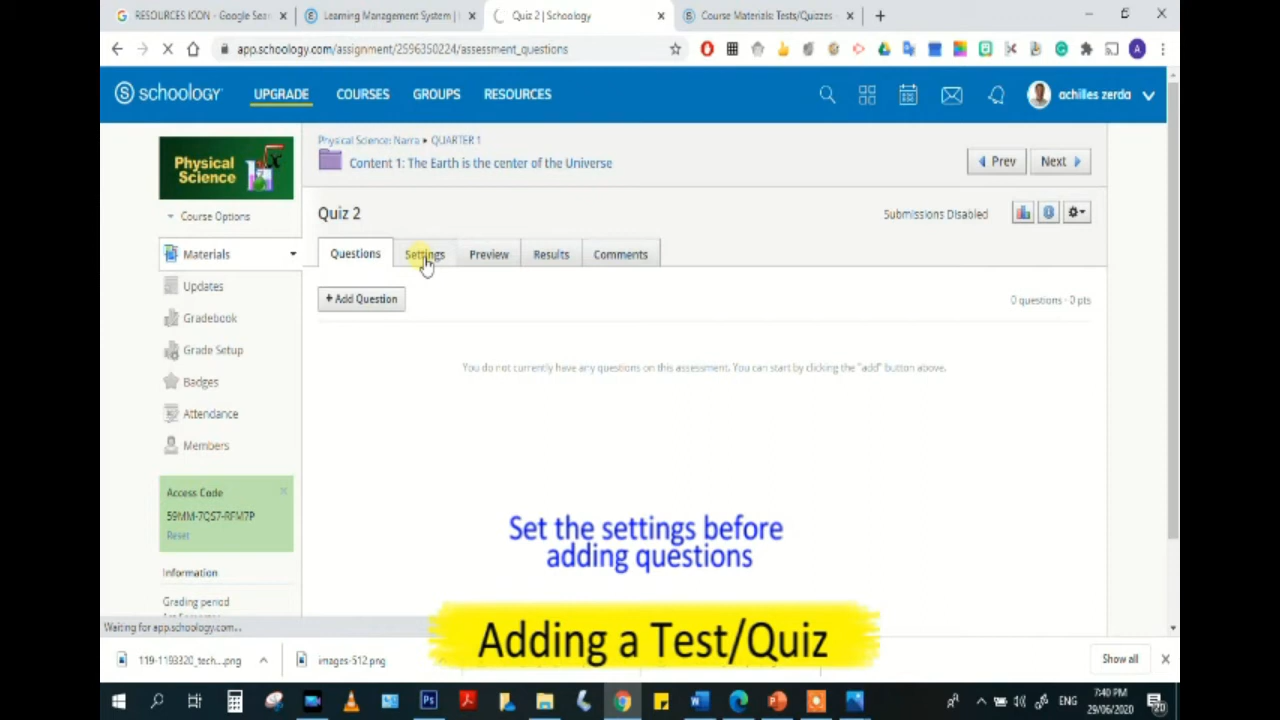 RESOURCES ICON - Google Sea
Learning Management System |
Quiz 2 | Schoology
Course Materials: Tests/Quizzes
app.schoology.com/assignment/2596350224/assessment_questions
schoology
UPGRADE
COURSES
GROUPS
RESOURCES
achilles zerda
Physical Science
Course Options
Materials
Updates
Gradebook
Grade Setup
Badges
Attendance
Members
Access Code
Reset
Information
Grading period
Physical Science: Narra ▸ QUARTER 1
Content 1: The Earth is the center of the Universe
Prev
Next
Quiz 2
Submissions Disabled
Questions
Settings
Preview
Results
Comments
+ Add Question
0 questions · 0 pts
You do not currently have any questions on this assessment. You can start by clicking the "add" button above.
Set the settings before
adding questions
Adding a Test/Quiz
Waiting for app.schoology.com...
119-1193320_tech....png
images-512.png
Show all
ENG
7:40 PM
29/06/2020
20